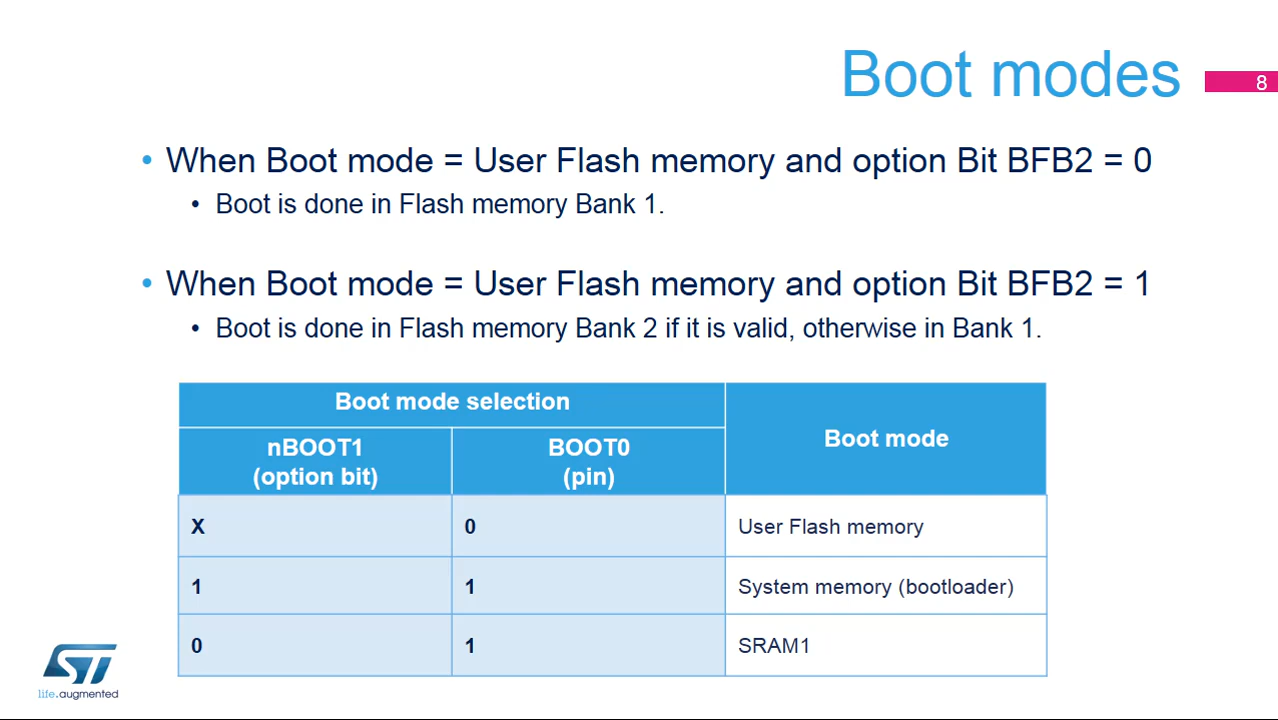 Boot modes
8
• When Boot mode = User Flash memory and option Bit BFB2 = 0
• Boot is done in Flash memory Bank 1.
• When Boot mode = User Flash memory and option Bit BFB2 = 1
• Boot is done in Flash memory Bank 2 if it is valid, otherwise in Bank 1.
Boot mode selection
Boot mode
nBOOT1
(option bit)
BOOT0
(pin)
X 0 User Flash memory
1 1 System memory (bootloader)
0 1 SRAM1
ST
life.augmented